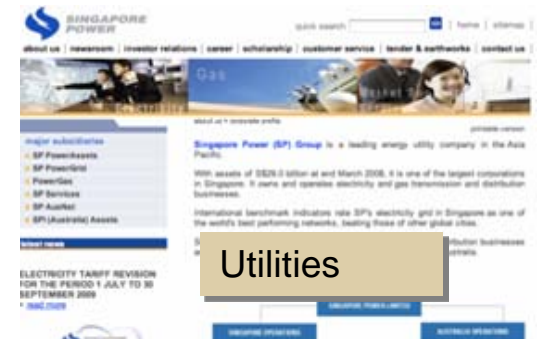 SINGAPORE
POWER
quick search
home | sitemap |
about us | newsroom | investor relations | career | scholarship | customer service | tender & earthworks | contact us |
Gas
Market S
about us > corporate profile
printable version
major subsidiaries
SP PowerAssets
SP PowerGrid
PowerGas
SP Services
SP AusNet
SPI (Australia) Assets
latest news
ELECTRICITY TARIFF REVISION
FOR THE PERIOD 1 JULY TO 30
SEPTEMBER 2009
read more
Singapore Power (SP) Group is a leading energy utility company in the Asia
Pacific.
With assets of S$29.0 billion at end March 2008, it is one of the largest corporations
in Singapore. It owns and operates electricity and gas transmission and distribution
businesses.
International benchmark indicators rate SP's electricity grid in Singapore as one of
the world's best performing networks, beating those of other global cities.
Utilities
SINGAPORE POWER LIMITED
SINGAPORE OPERATIONS
AUSTRALIA OPERATIONS